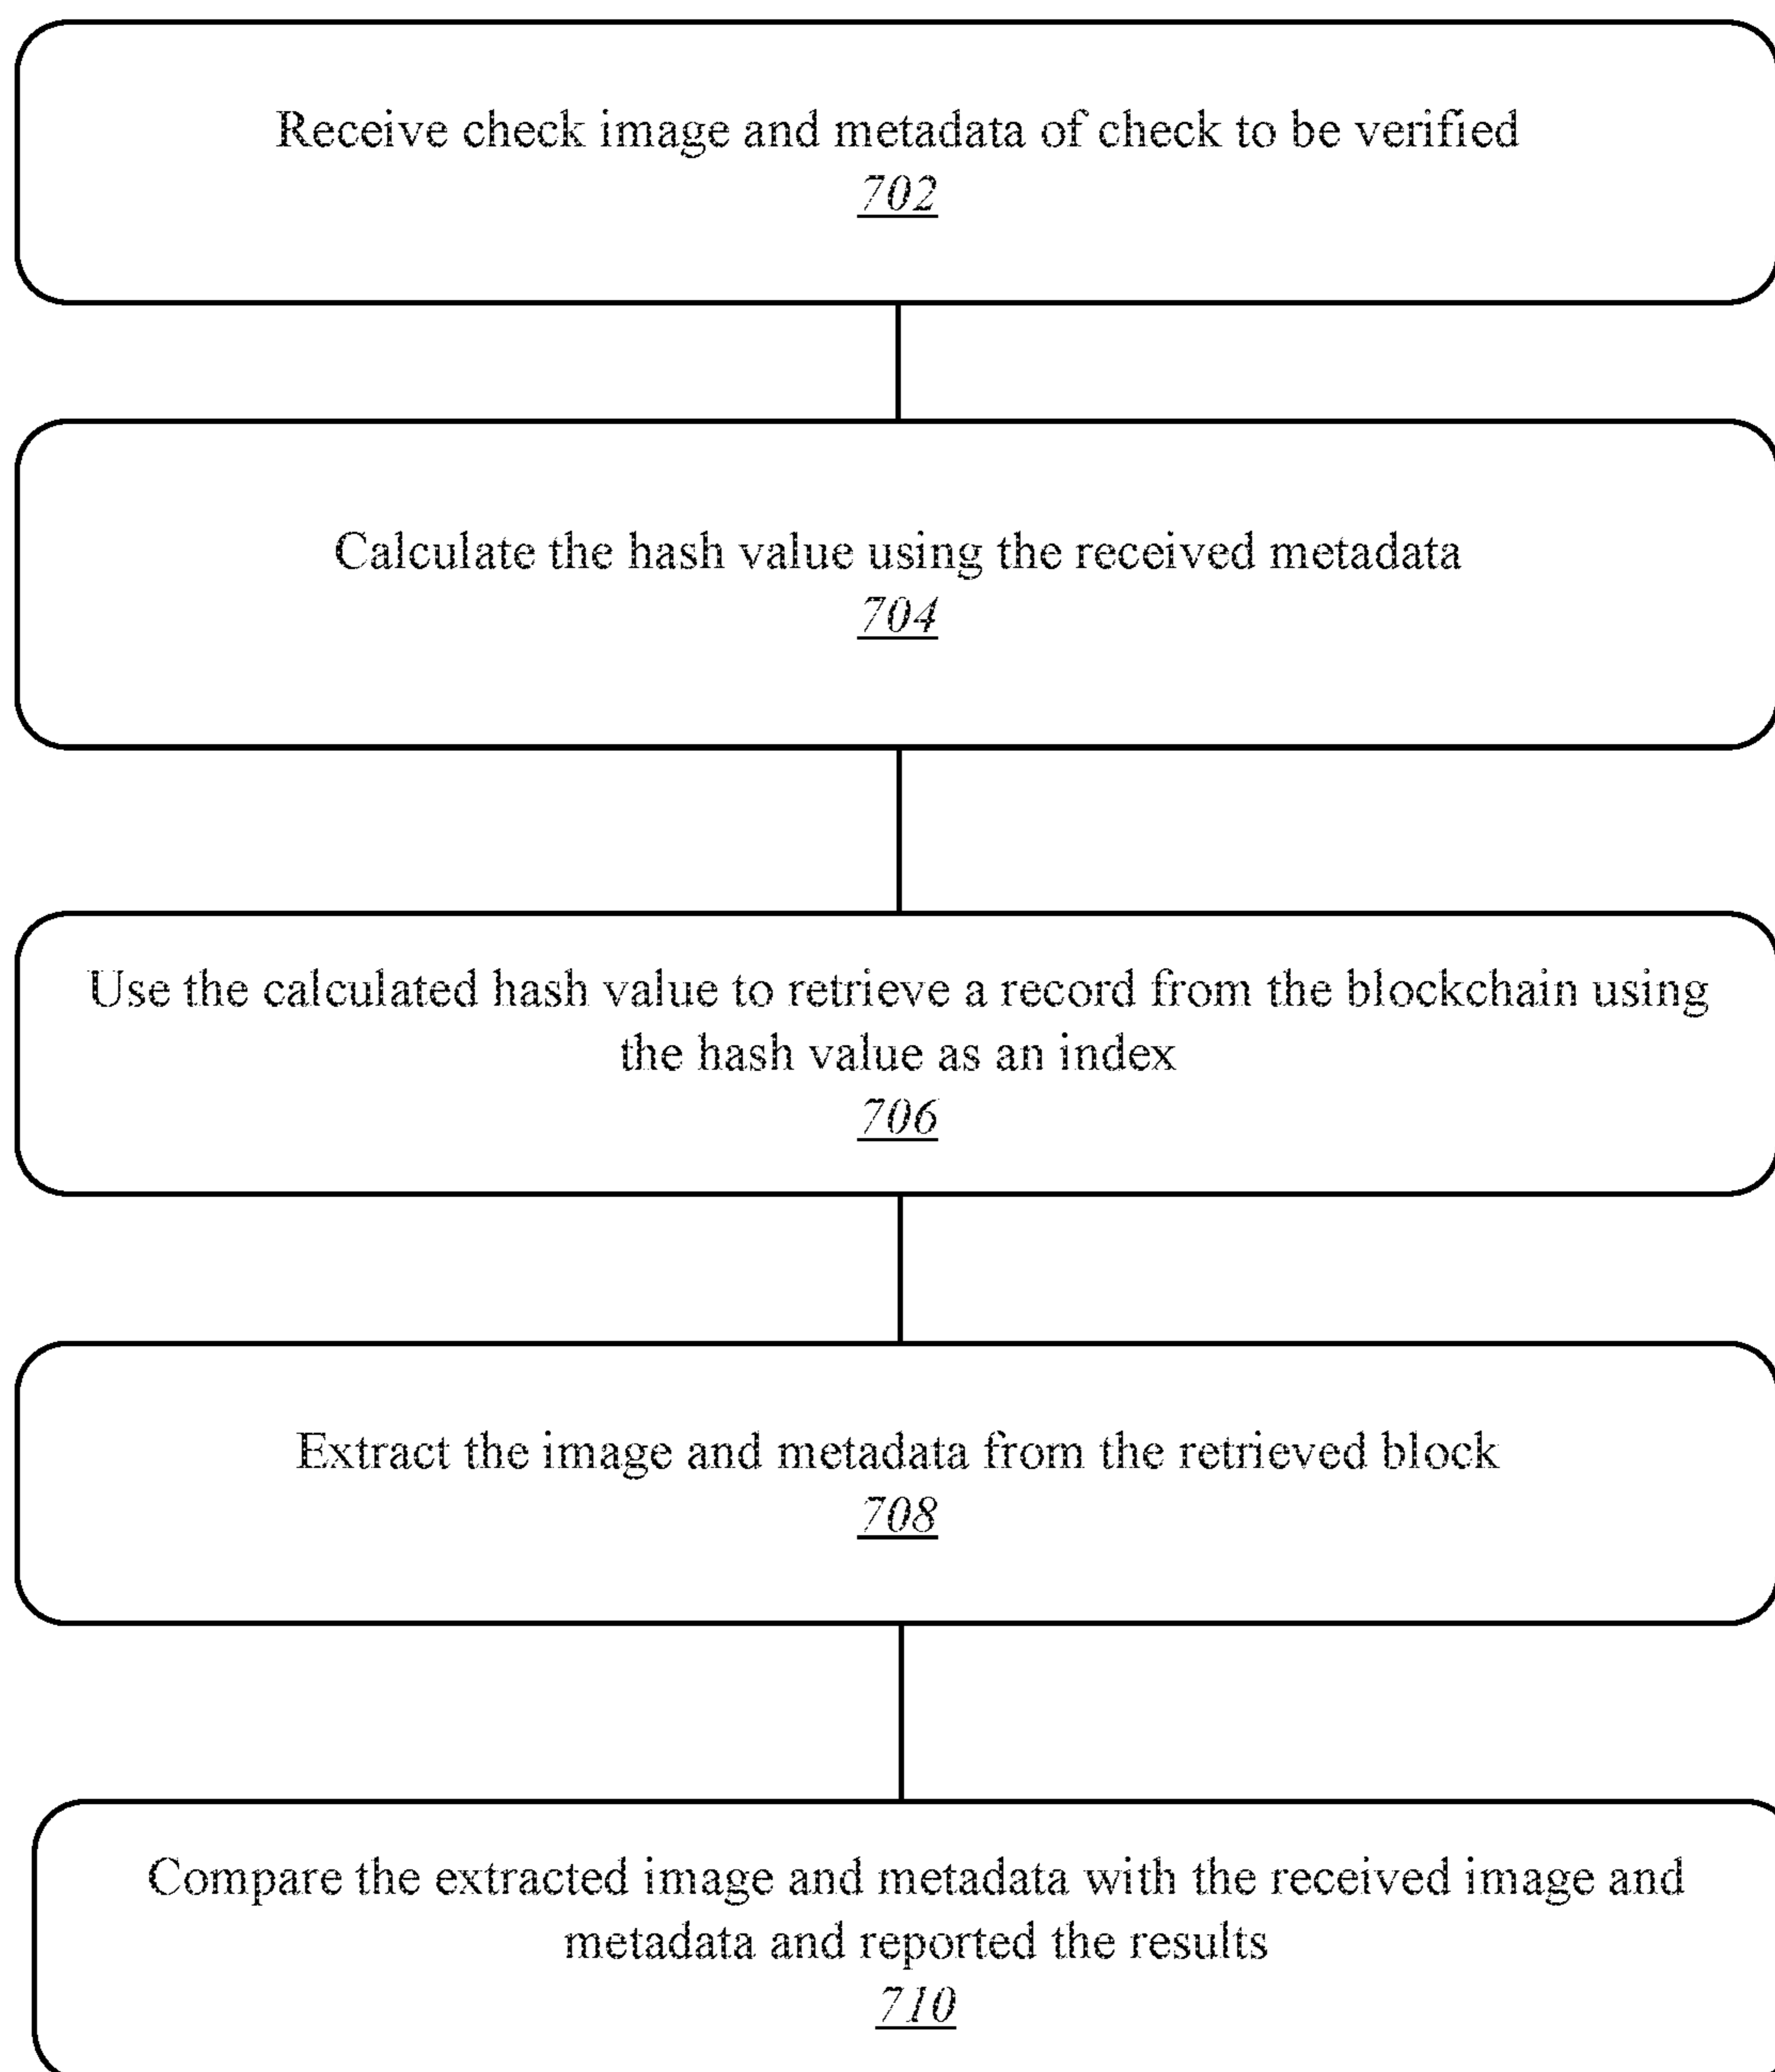 Receive check image and metadata of check to be verified
702
Calculate the hash value using the received metadata
704
Use the calculated hash value to retrieve a record from the blockchain using
the hash value as an index
706
Extract the image and metadata from the retrieved block
708
Compare the extracted image and metadata with the received image and
metadata and reported the results
710